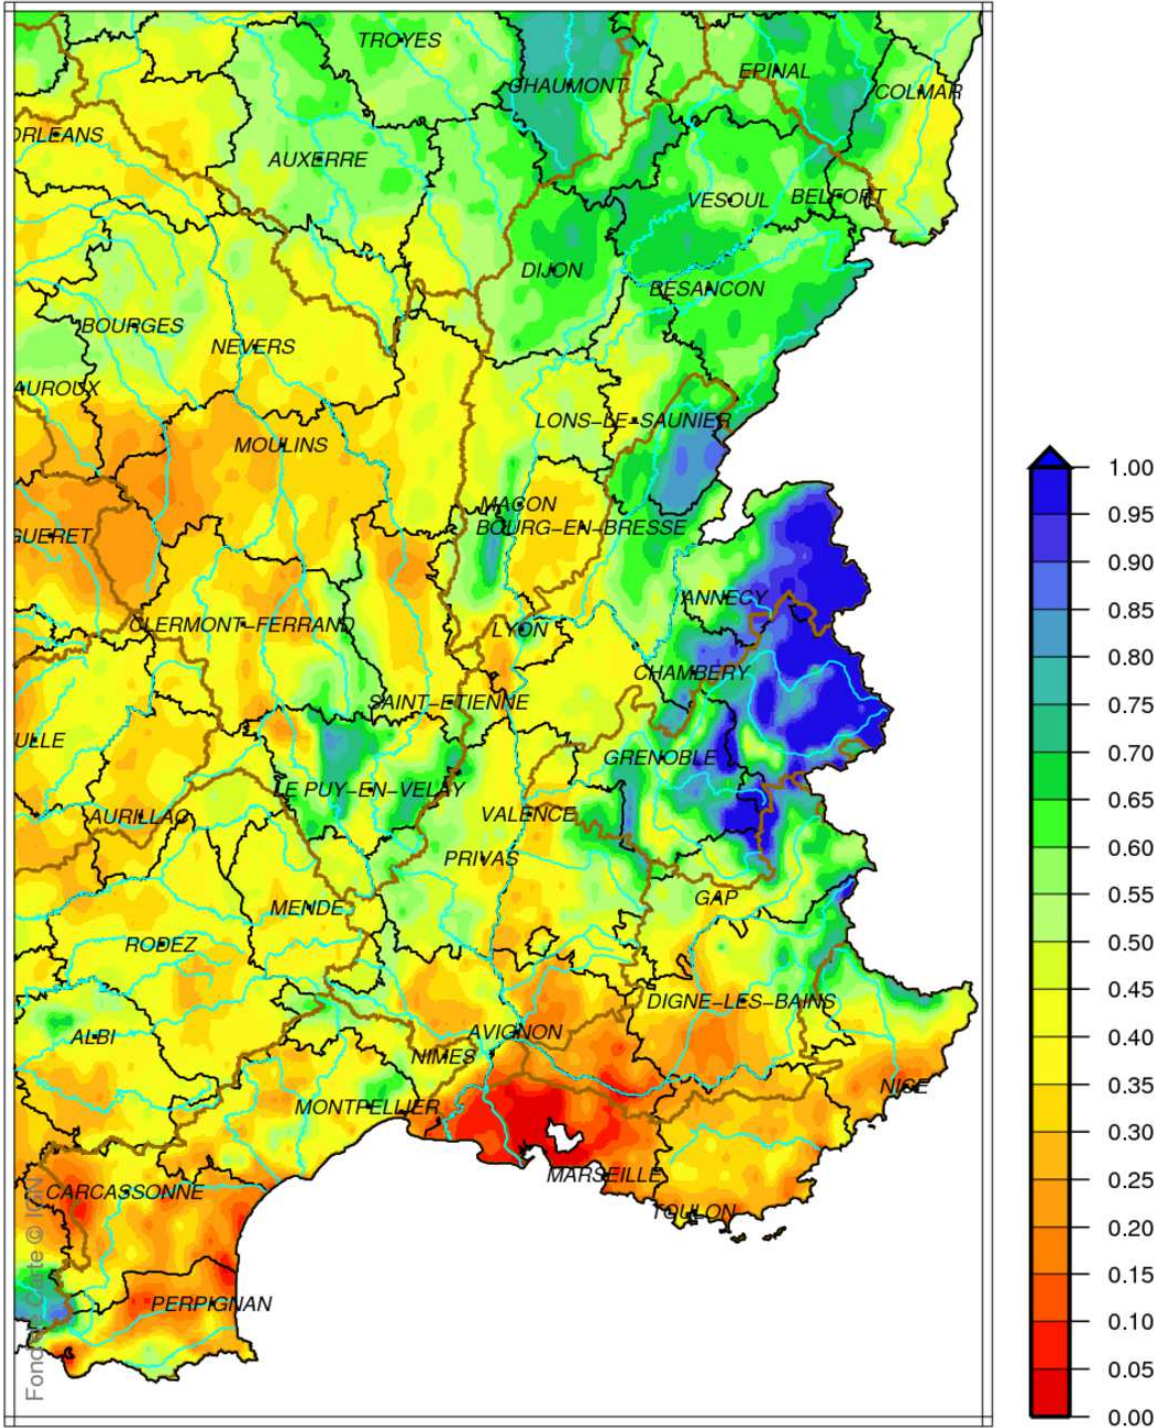 TROYES
CHAUMONT
EPINAL
COLMAR
ORLEANS
AUXERRE
VESOUL
BELFORT
DIJON
BESANCON
BOURGES
NEVERS
AUROUX
LONS-LE-SAUNIER
MOULINS
1.00
MACON
0.95
BOURG-EN-BRESSE
GUERET
0.90
ANNECY
0.85
CLERMONT-FERRAND
LYON
0.80
CHAMBERY
SAINT-ETIENNE
0.75
ULLE
0.70
GRENOBLE
LE PUY-EN-VELAY
0.65
AURILLAC
VALENCE
0.60
PRIVAS
0.55
GAP
MENDE
0.50
RODEZ
0.45
DIGNE-LES-BAINS
ALBI
AVIGNON
0.40
NIMES
NICE
0.35
MONTPELLIER
0.30
MARSEILLE
0.25
CARCASSONNE
TOULON
0.20
0.15
PERPIGNAN
0.10
0.05
0.00
Fond de Carte © IGN